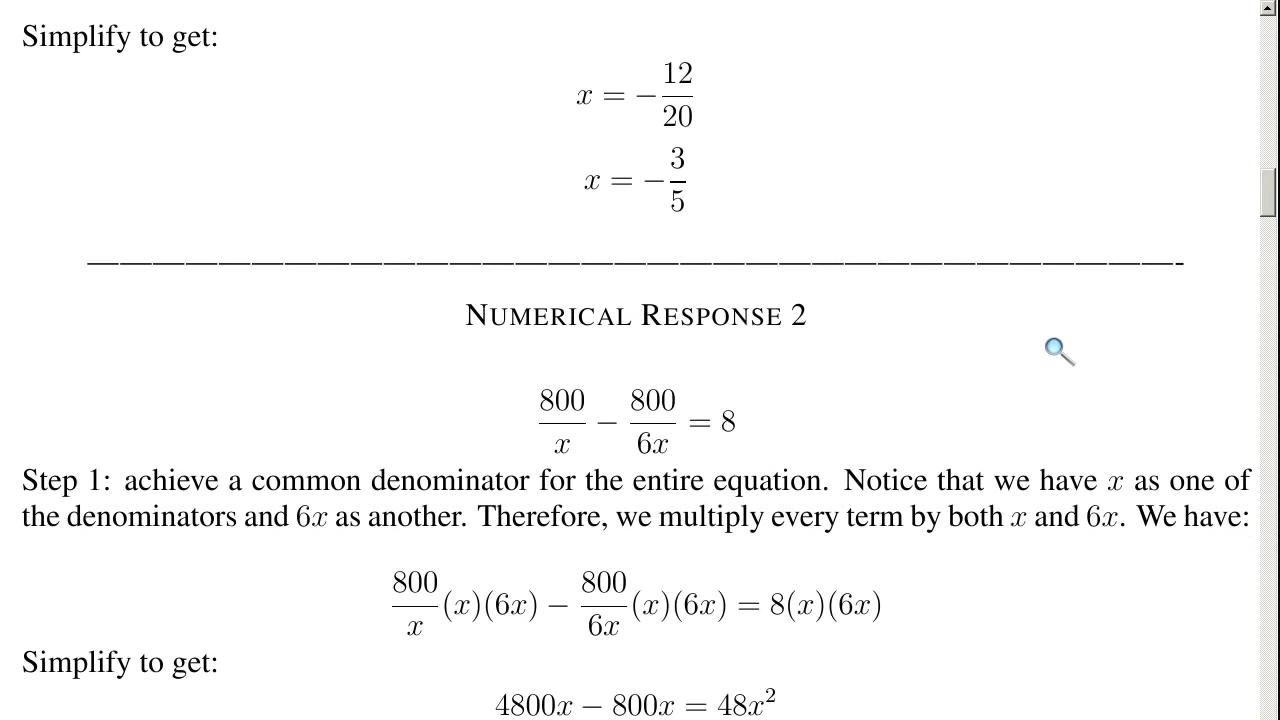 Simplify to get:
x = −12/20
x = −3/5
—————————————————————————————————-
NUMERICAL RESPONSE 2
800/x − 800/6x = 8
Step 1: achieve a common denominator for the entire equation. Notice that we have x as one of
the denominators and 6x as another. Therefore, we multiply every term by both x and 6x. We have:
800/x (x)(6x) − 800/6x (x)(6x) = 8(x)(6x)
Simplify to get:
4800x − 800x = 48x²